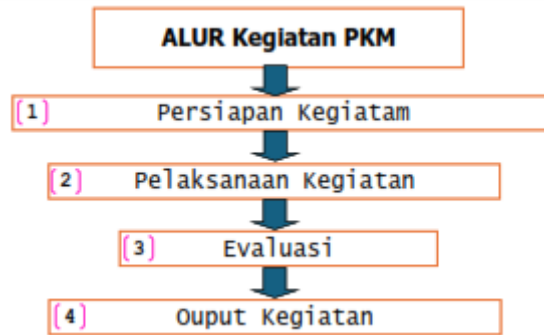 ALUR Kegiatan PKM
(1) Persiapan Kegiatam
(2) Pelaksanaan Kegiatan
(3) Evaluasi
(4) Ouput Kegiatan